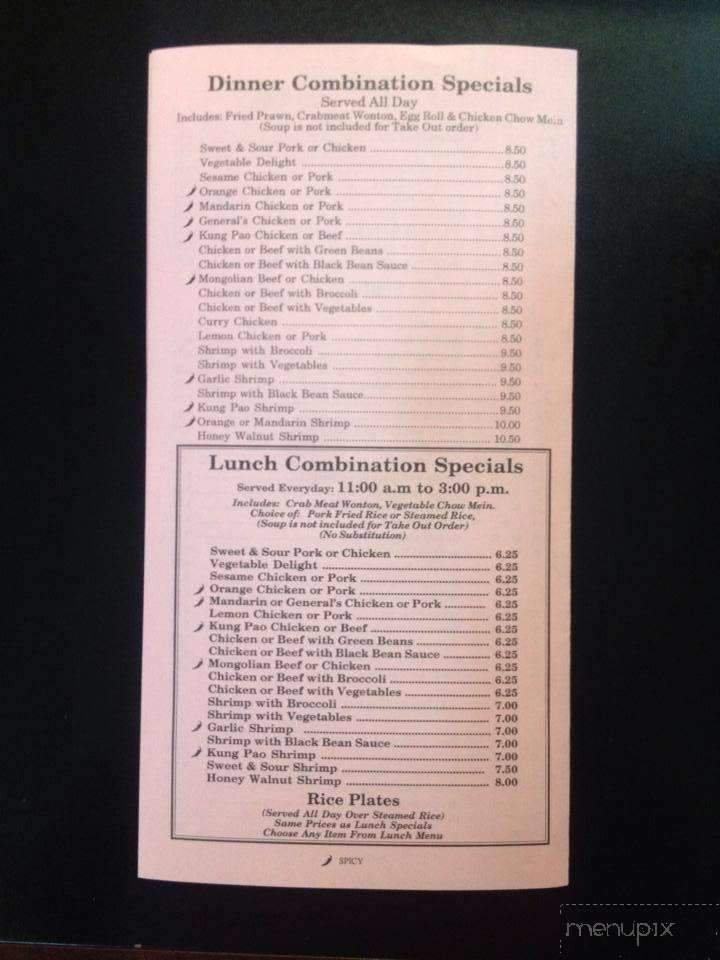 Dinner Combination Specials
Served All Day
Includes: Fried Prawn, Crabmeat Wonton, Egg Roll & Chicken Chow Mein
(Soup is not included for Take Out order)
Sweet & Sour Pork or Chicken 8.50
Vegetable Delight 8.50
Sesame Chicken or Pork 8.50
Orange Chicken or Pork 8.50
Mandarin Chicken or Pork 8.50
General's Chicken or Pork 8.50
Kung Pao Chicken or Beef 8.50
Chicken or Beef with Green Beans 8.50
Chicken or Beef with Black Bean Sauce 8.50
Mongolian Beef or Chicken 8.50
Chicken or Beef with Broccoli 8.50
Chicken or Beef with Vegetables 8.50
Curry Chicken 8.50
Lemon Chicken or Pork 8.50
Shrimp with Broccoli 9.50
Shrimp with Vegetables 9.50
Garlic Shrimp 9.50
Shrimp with Black Bean Sauce 9.50
Kung Pao Shrimp 9.50
Orange or Mandarin Shrimp 10.00
Honey Walnut Shrimp 10.50
Lunch Combination Specials
Served Everyday: 11:00 a.m to 3:00 p.m.
Includes: Crab Meat Wonton, Vegetable Chow Mein.
Choice of: Pork Fried Rice or Steamed Rice,
(Soup is not included for Take Out Order)
(No Substitution)
Sweet & Sour Pork or Chicken 6.25
Vegetable Delight 6.25
Sesame Chicken or Pork 6.25
Orange Chicken or Pork 6.25
Mandarin or General's Chicken or Pork 6.25
Lemon Chicken or Pork 6.25
Kung Pao Chicken or Beef 6.25
Chicken or Beef with Green Beans 6.25
Chicken or Beef with Black Bean Sauce 6.25
Mongolian Beef or Chicken 6.25
Chicken or Beef with Broccoli 6.25
Chicken or Beef with Vegetables 6.25
Shrimp with Broccoli 7.00
Shrimp with Vegetables 7.00
Garlic Shrimp 7.00
Shrimp with Black Bean Sauce 7.00
Kung Pao Shrimp 7.00
Sweet & Sour Shrimp 7.50
Honey Walnut Shrimp 8.00
Rice Plates
(Served All Day Over Steamed Rice)
Same Prices as Lunch Specials
Choose Any Item From Lunch Menu
SPICY
menupix